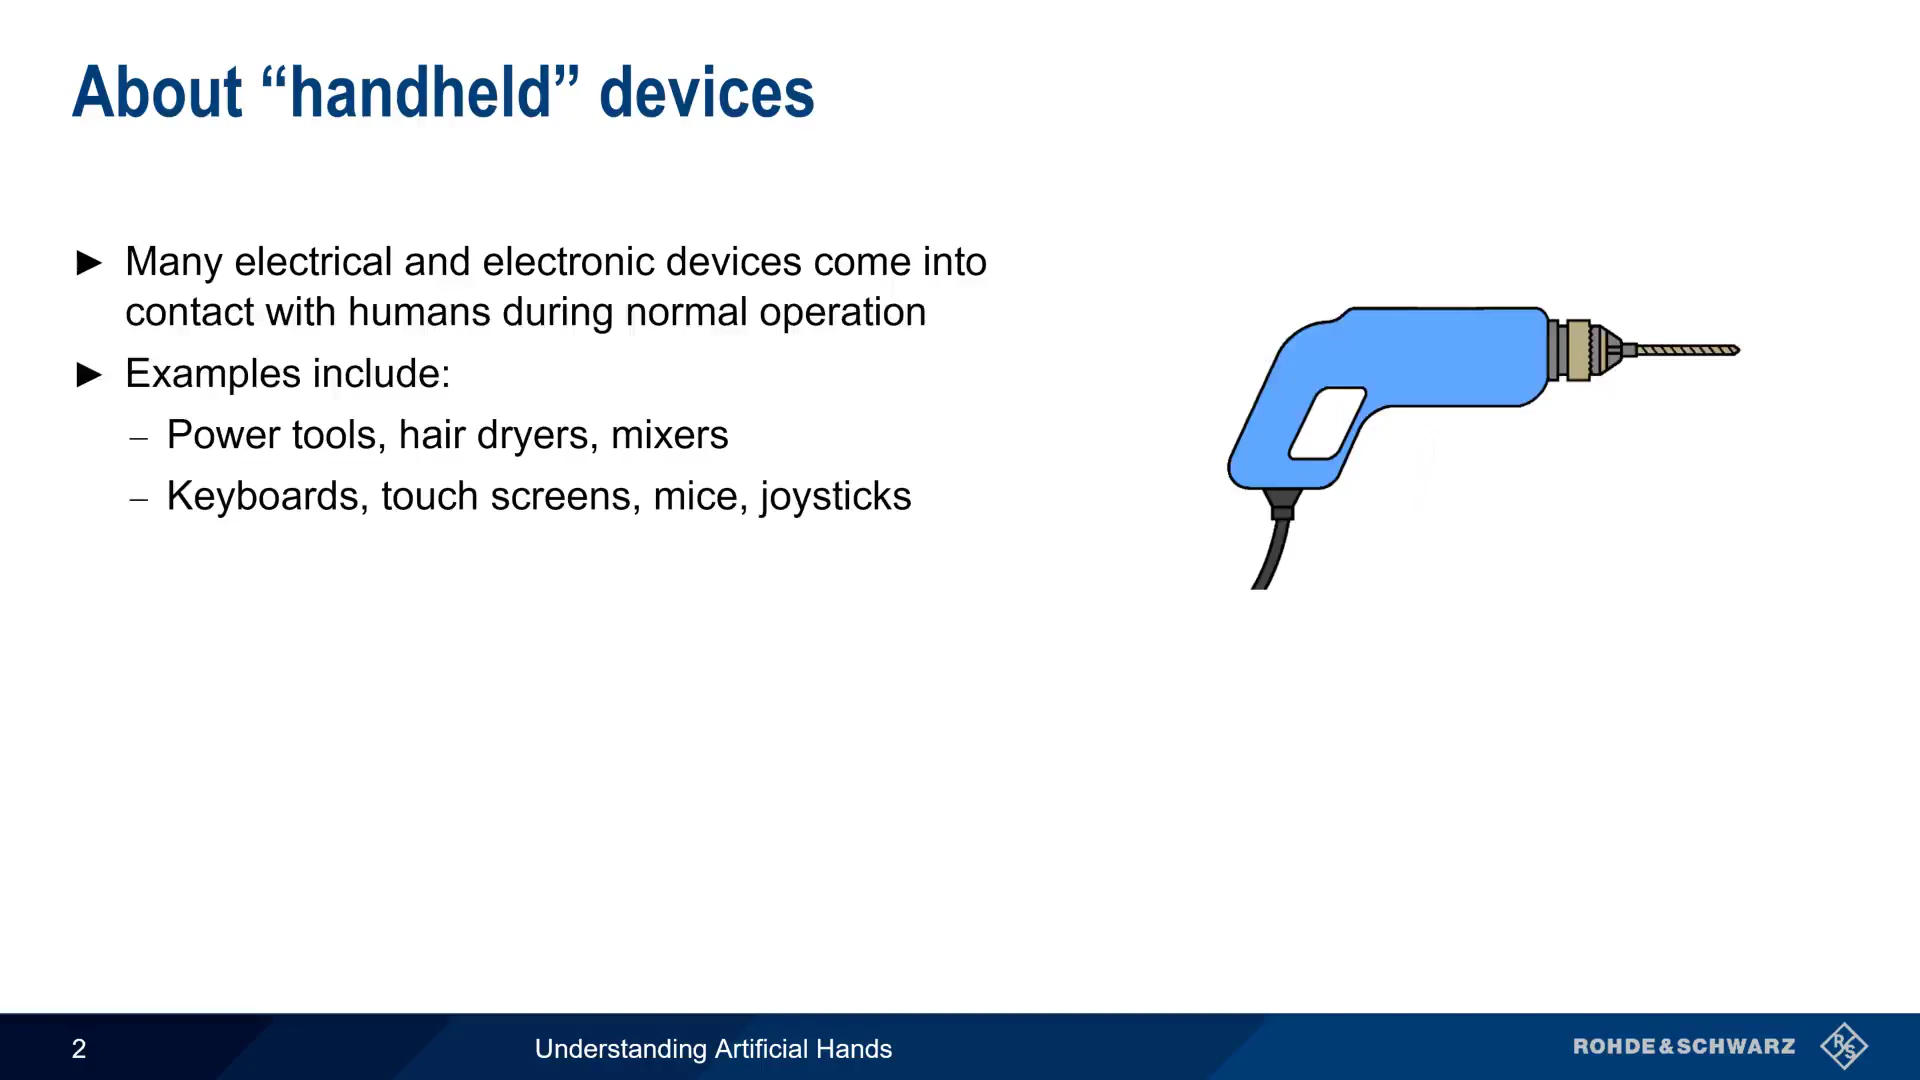 About “handheld” devices
► Many electrical and electronic devices come into
contact with humans during normal operation
► Examples include:
– Power tools, hair dryers, mixers
– Keyboards, touch screens, mice, joysticks
2
Understanding Artificial Hands
ROHDE&SCHWARZ
R&S